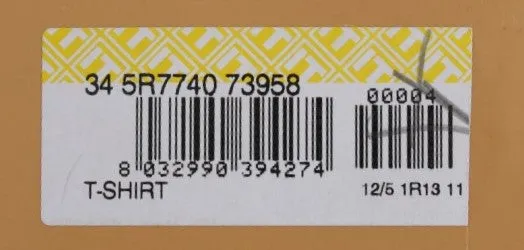 34 5R7740 73958
00004
8 032990 394274
T-SHIRT
12/5 1R13 11